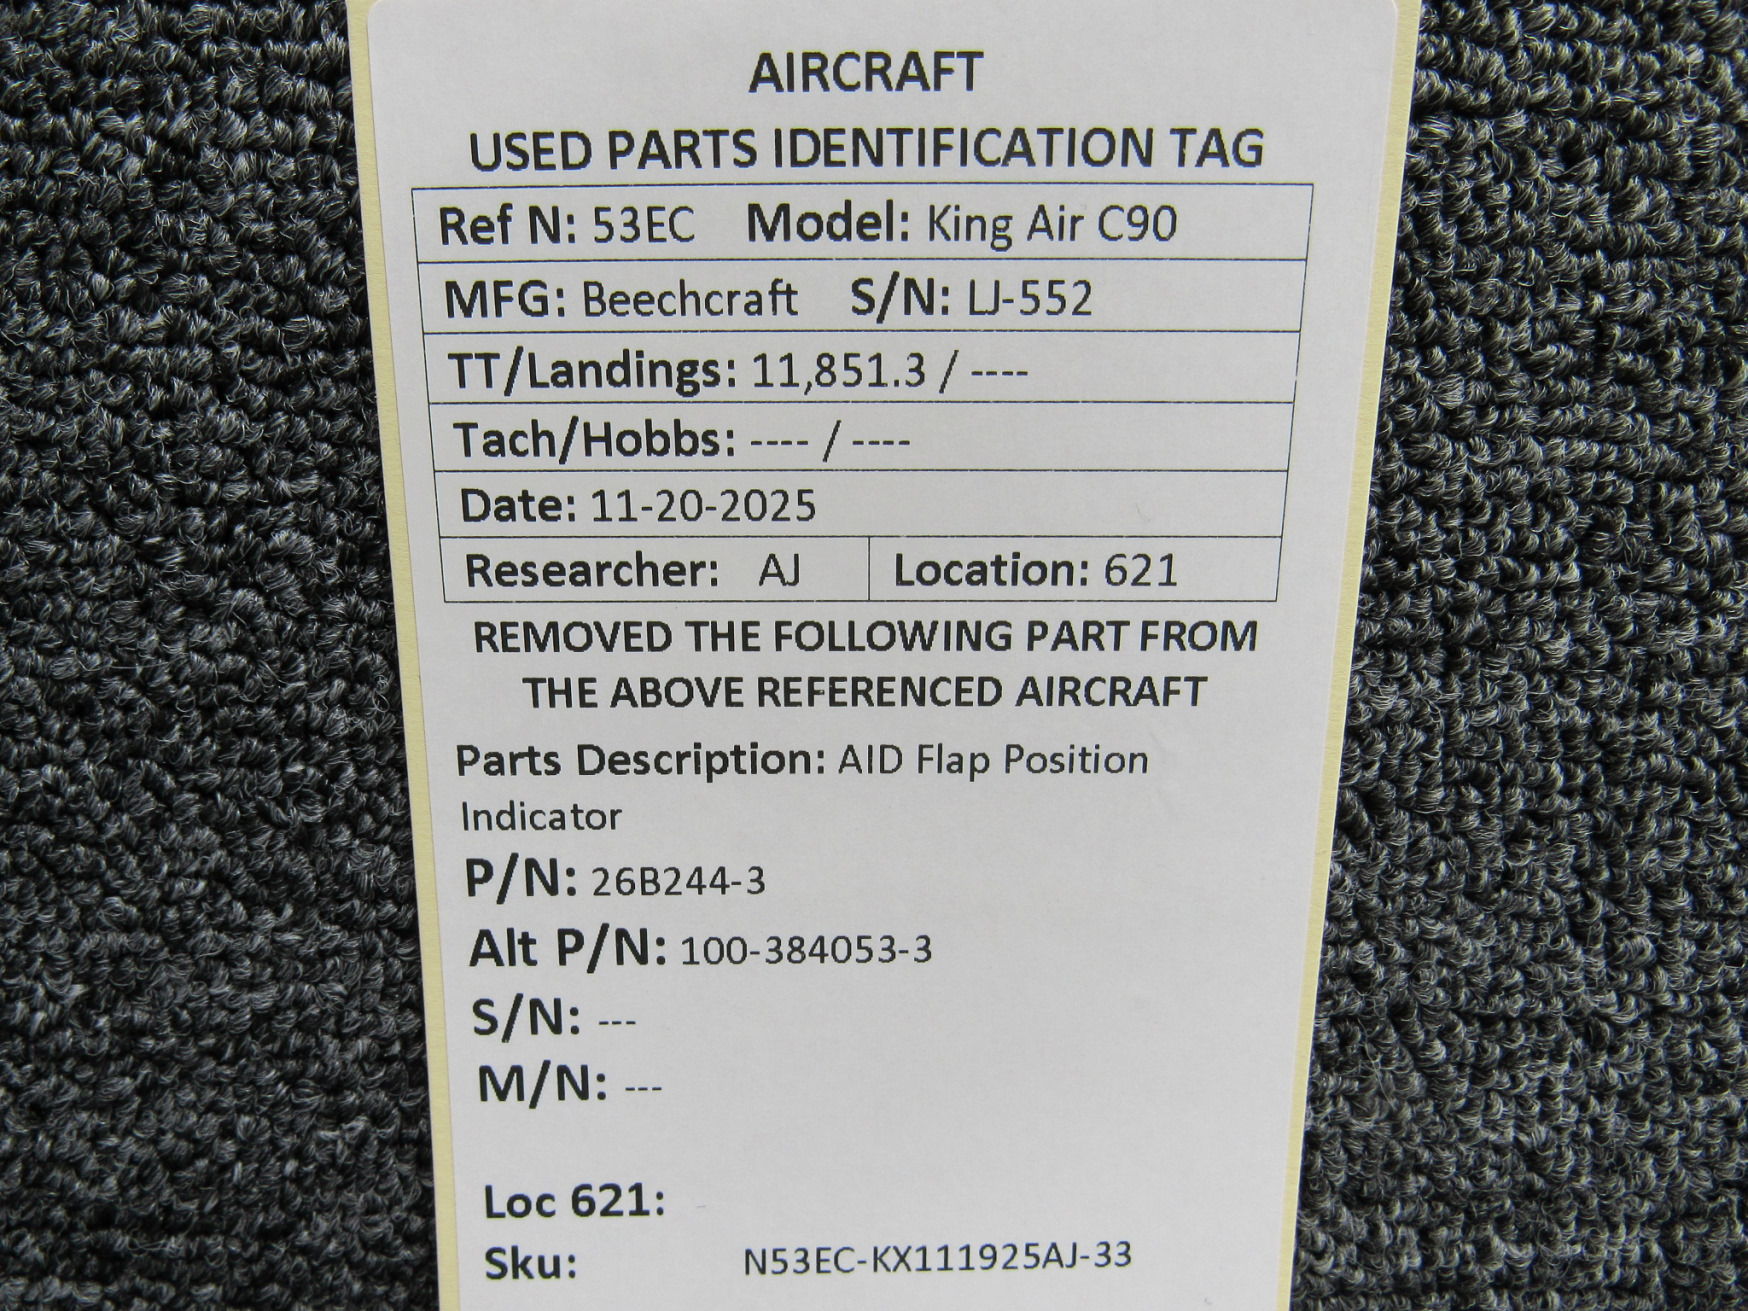 AIRCRAFT
USED PARTS IDENTIFICATION TAG
Ref N: 53EC Model: King Air C90
MFG: Beechcraft S/N: LJ-552
TT/Landings: 11,851.3 / ----
Tach/Hobbs: ---- / ----
Date: 11-20-2025
Researcher: AJ Location: 621
REMOVED THE FOLLOWING PART FROM
THE ABOVE REFERENCED AIRCRAFT
Parts Description: AID Flap Position
Indicator
P/N: 26B244-3
Alt P/N: 100-384053-3
S/N: ---
M/N: ---
Loc 621:
Sku: N53EC-KX111925AJ-33